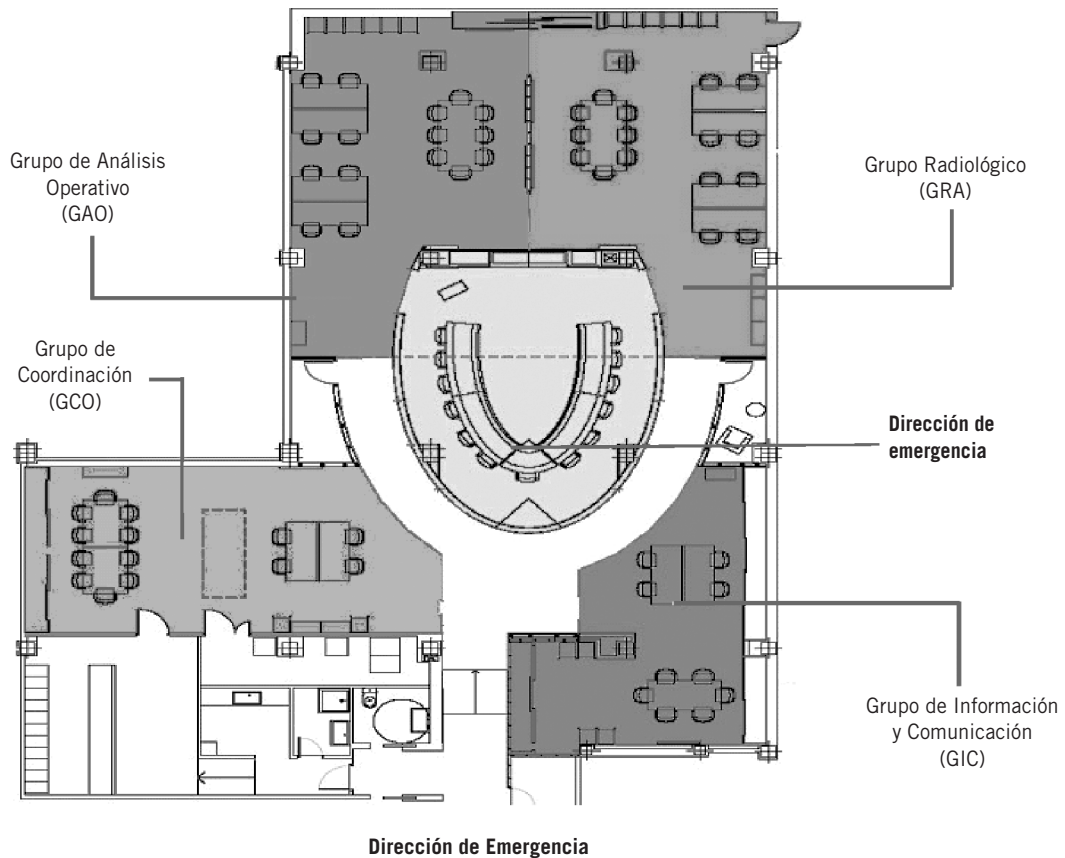 Grupo de Análisis
Operativo
(GAO)
Grupo Radiológico
(GRA)
Grupo de
Coordinación
(GCO)
Dirección de
emergencia
Grupo de Información
y Comunicación
(GIC)
Dirección de Emergencia